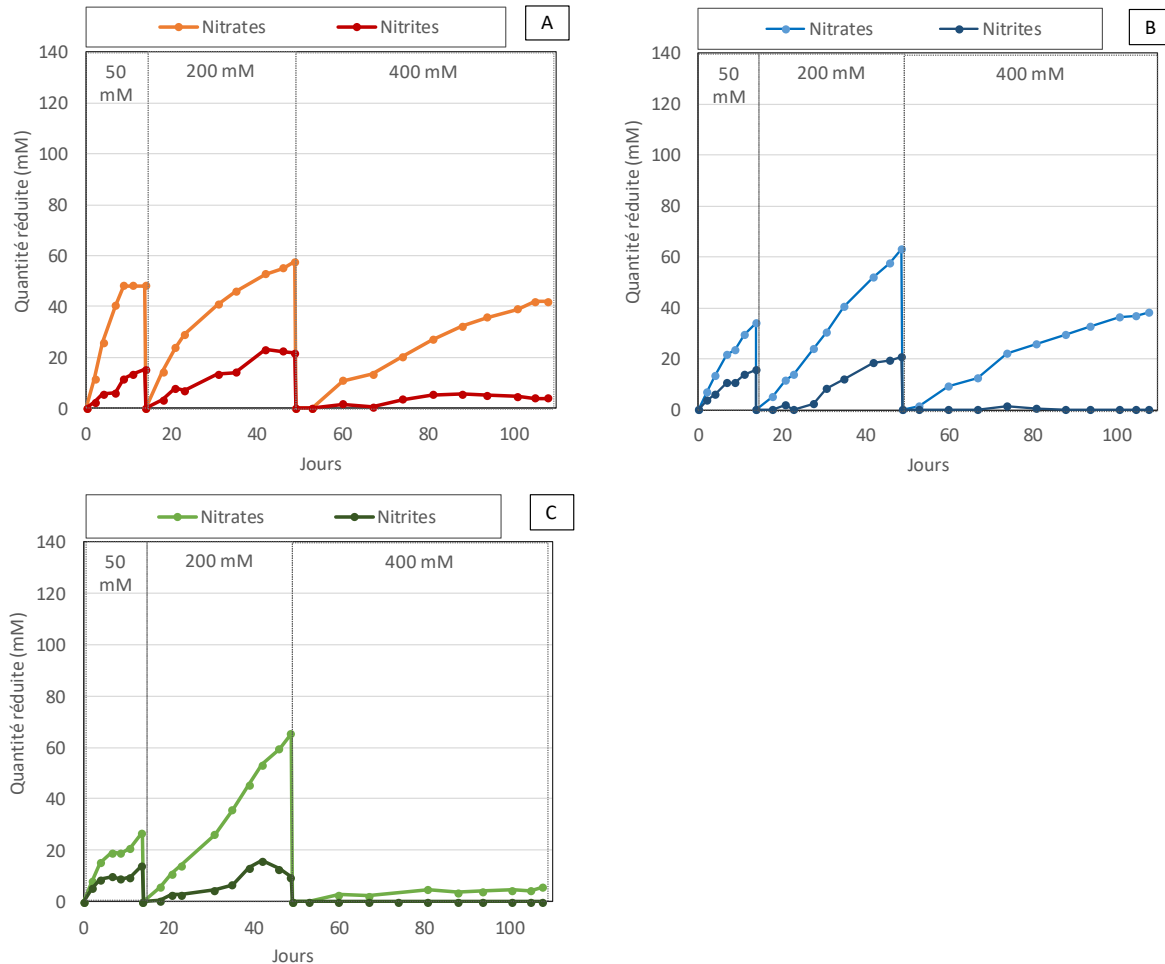 Nitrates Nitrites A
140
120
100
80
60
40
20
0
50 mM
200 mM
400 mM
Quantité réduite (mM)
0 20 40 60 80 100
Jours
Nitrates Nitrites B
140
120
100
80
60
40
20
0
50 mM
200 mM
400 mM
Quantité réduite (mM)
0 20 40 60 80 100
Jours
Nitrates Nitrites C
140
120
100
80
60
40
20
0
50 mM
200 mM
400 mM
Quantité réduite (mM)
0 20 40 60 80 100
Jours